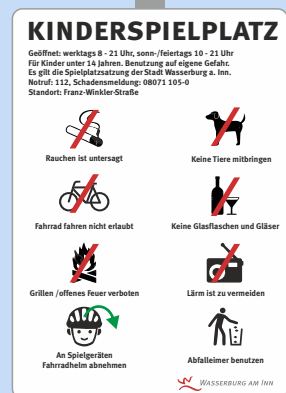 KINDERSPIELPLATZ
Geöffnet: werktags 8 - 21 Uhr, sonn-/feiertags 10 - 21 Uhr
Für Kinder unter 14 Jahren. Benutzung auf eigene Gefahr.
Es gilt die Spielplatzsatzung der Stadt Wasserburg a. Inn.
Notruf: 112, Schadensmeldung: 08071 105-0
Standort: Franz-Winkler-Straße
Rauchen ist untersagt
Keine Tiere mitbringen
Fahrrad fahren nicht erlaubt
Keine Glasflaschen und Gläser
Grillen /offenes Feuer verboten
Lärm ist zu vermeiden
An Spielgeräten
Fahrradhelm abnehmen
Abfalleimer benutzen
WASSERBURG AM INN